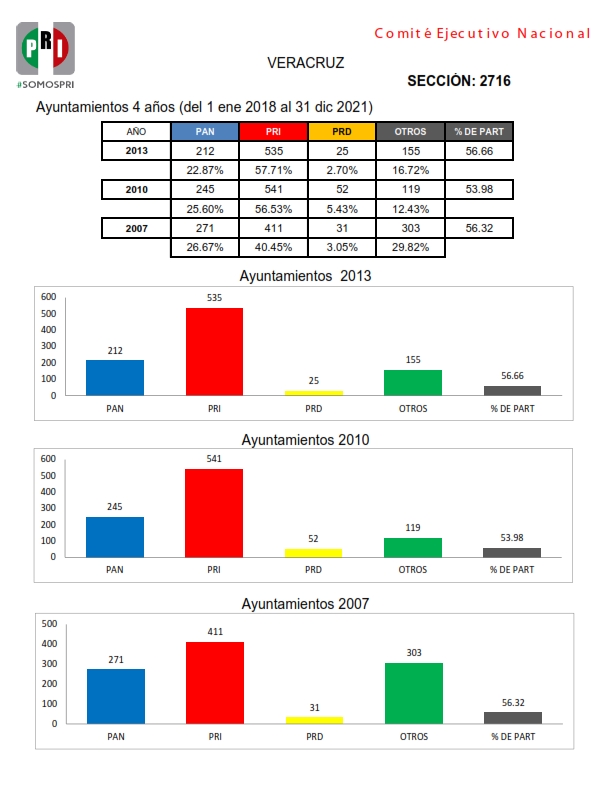 Comité Ejecutivo Nacional
PRI
#SOMOSPRI
VERACRUZ
SECCIÓN: 2716
Ayuntamientos 4 años (del 1 ene 2018 al 31 dic 2021)
AÑO PAN PRI PRD OTROS % DE PART
2013 212 535 25 155 56.66
22.87% 57.71% 2.70% 16.72%
2010 245 541 52 119 53.98
25.60% 56.53% 5.43% 12.43%
2007 271 411 31 303 56.32
26.67% 40.45% 3.05% 29.82%
Ayuntamientos 2013
600
500
400
300
200
100
0
212 535 25 155 56.66
PAN PRI PRD OTROS % DE PART
Ayuntamientos 2010
600
500
400
300
200
100
0
245 541 52 119 53.98
PAN PRI PRD OTROS % DE PART
Ayuntamientos 2007
500
400
300
200
100
0
271 411 31 303 56.32
PAN PRI PRD OTROS % DE PART